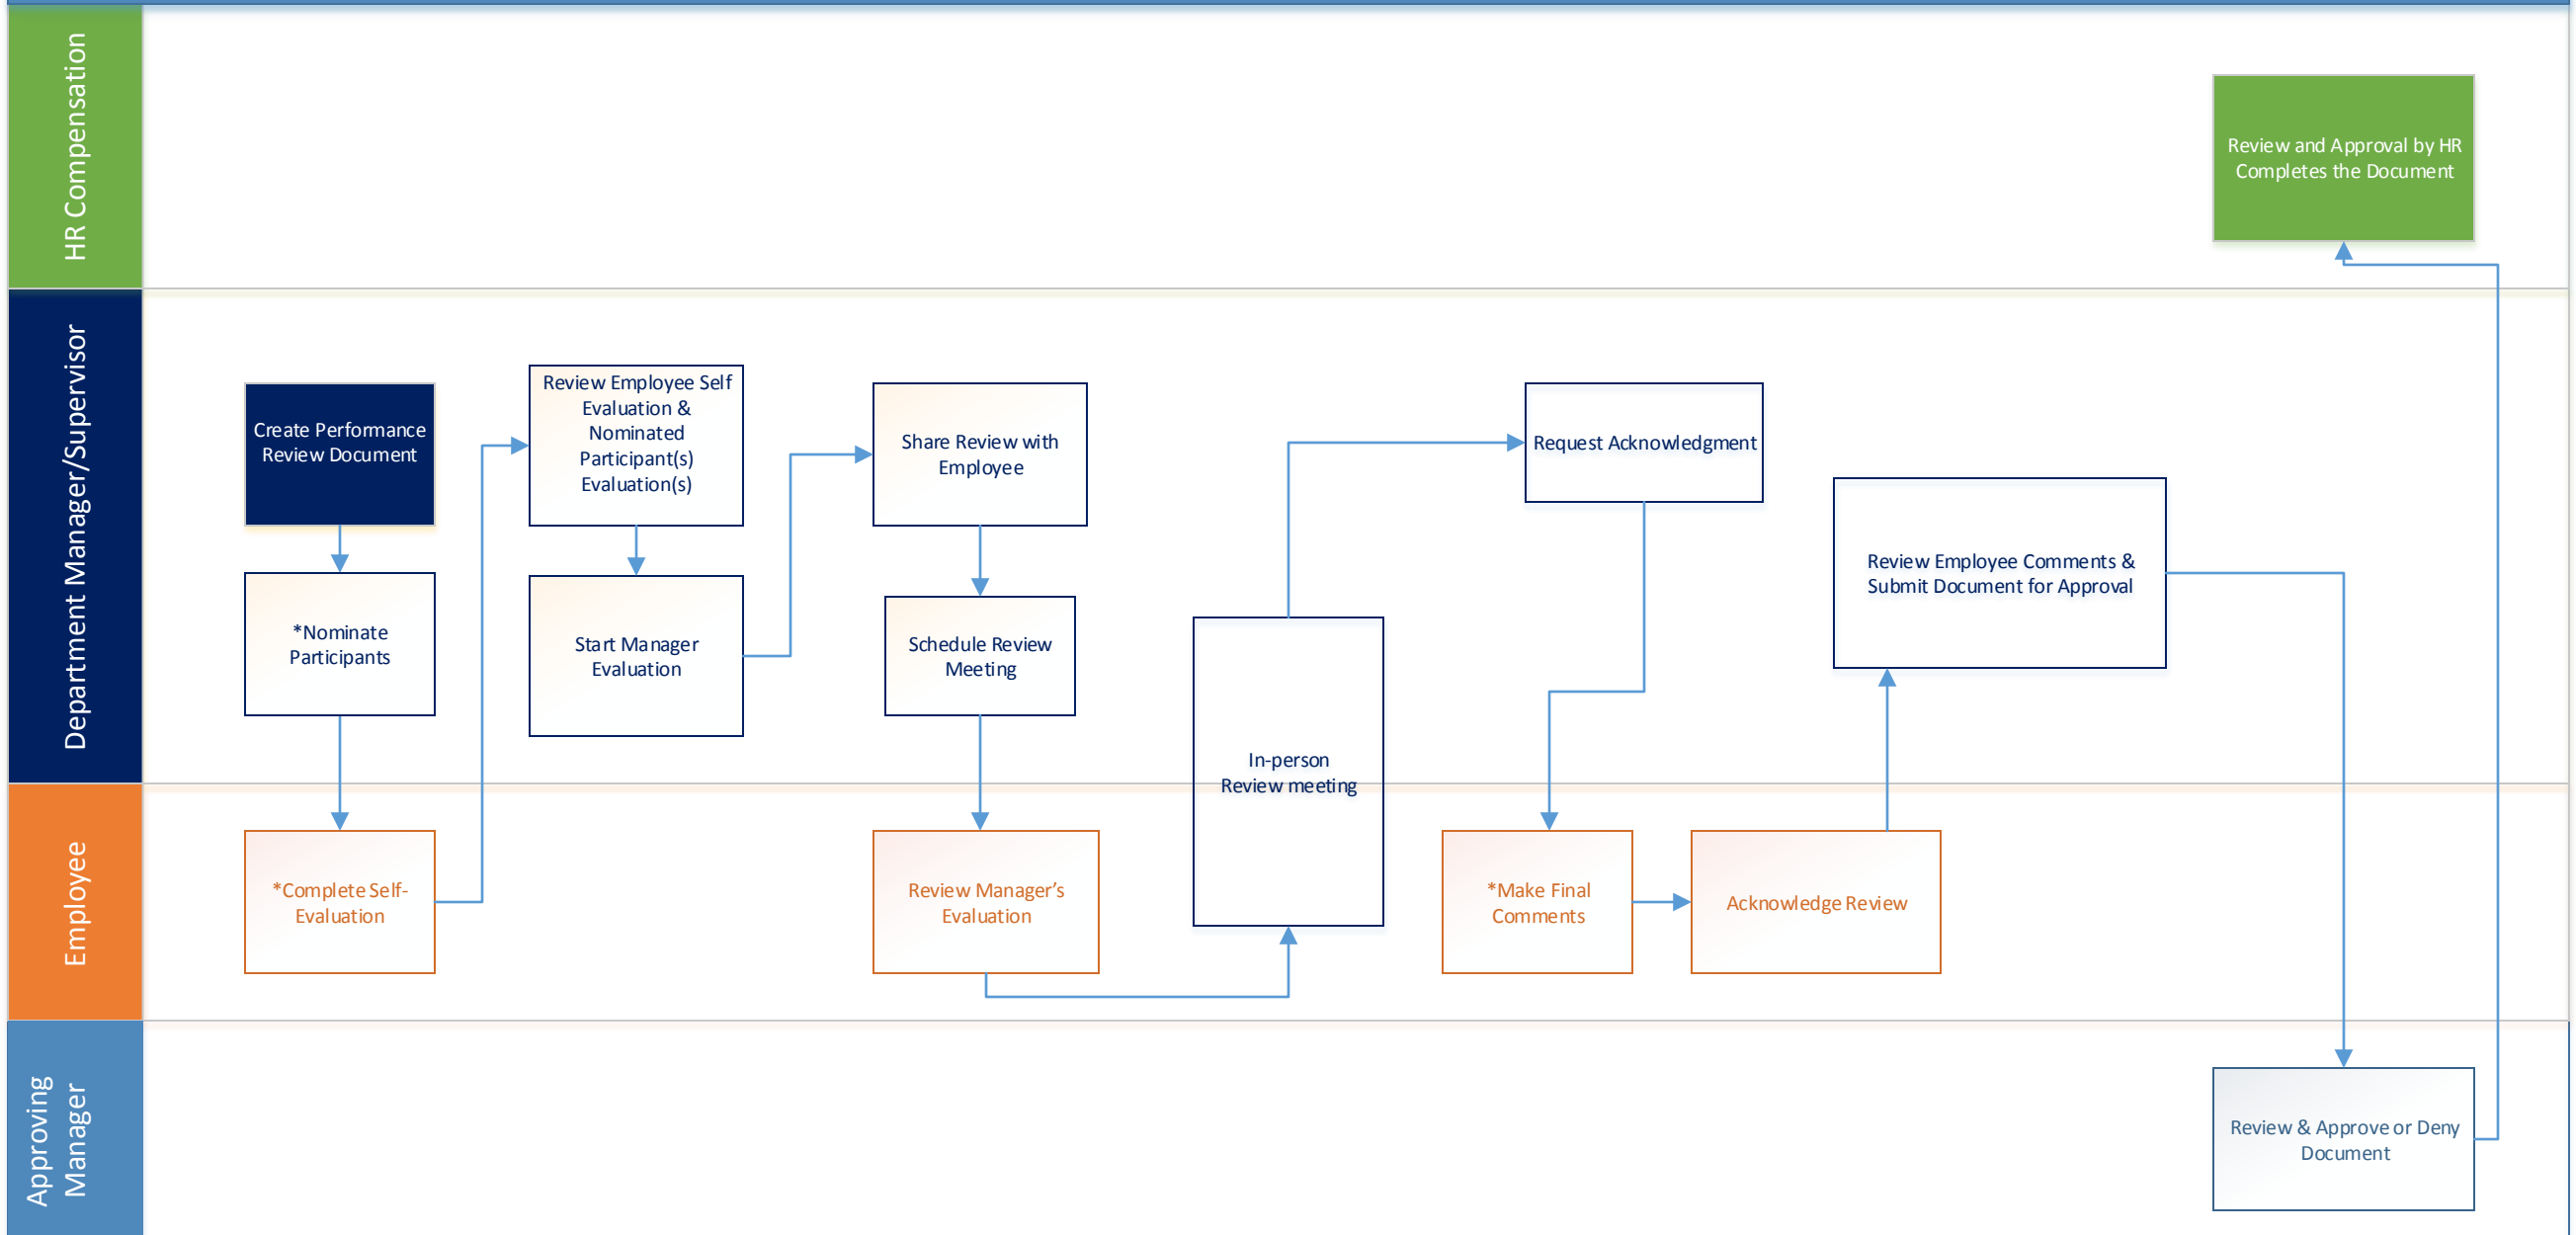 HR Compensation
Review and Approval by HR
Completes the Document
Department Manager/Supervisor
Create Performance
Review Document
*Nominate
Participants
Review Employee Self
Evaluation &
Nominated
Participant(s)
Evaluation(s)
Start Manager
Evaluation
Share Review with
Employee
Schedule Review
Meeting
In-person
Review meeting
Request Acknowledgment
Review Employee Comments &
Submit Document for Approval
Employee
*Complete Self-
Evaluation
Review Manager’s
Evaluation
*Make Final
Comments
Acknowledge Review
Approving
Manager
Review & Approve or Deny
Document